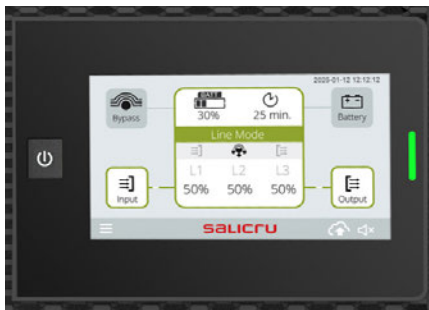 2025-01-12 12:12:12
Bypass
BATT
30%
25 min.
Battery
Line Mode
L1 L2 L3
50% 50% 50%
Input
Output
SALICRU